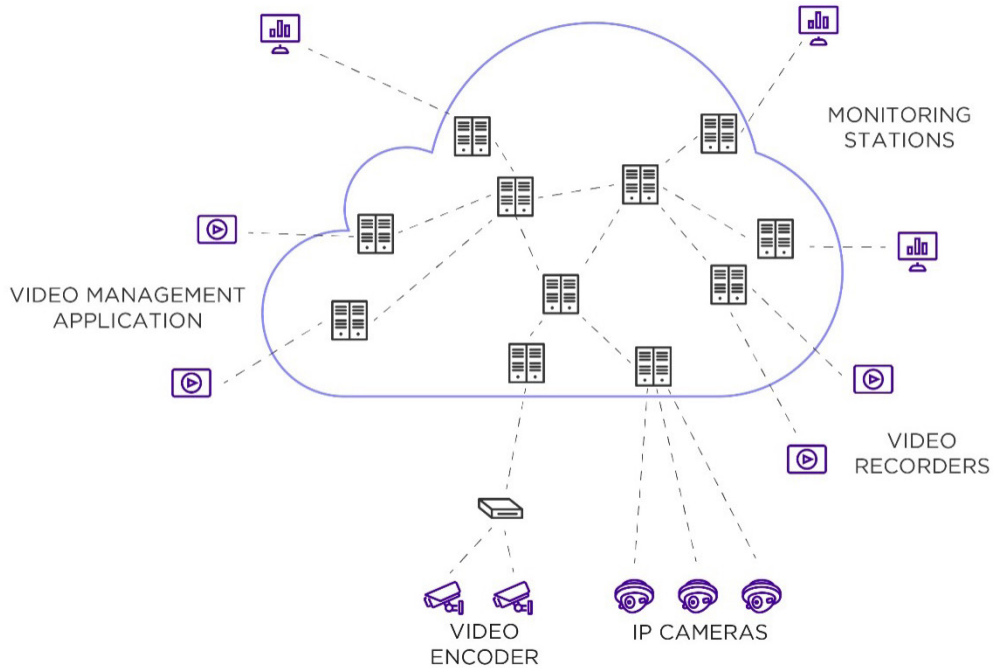 MONITORING
STATIONS
VIDEO MANAGEMENT
APPLICATION
VIDEO
RECORDERS
VIDEO
ENCODER
IP CAMERAS